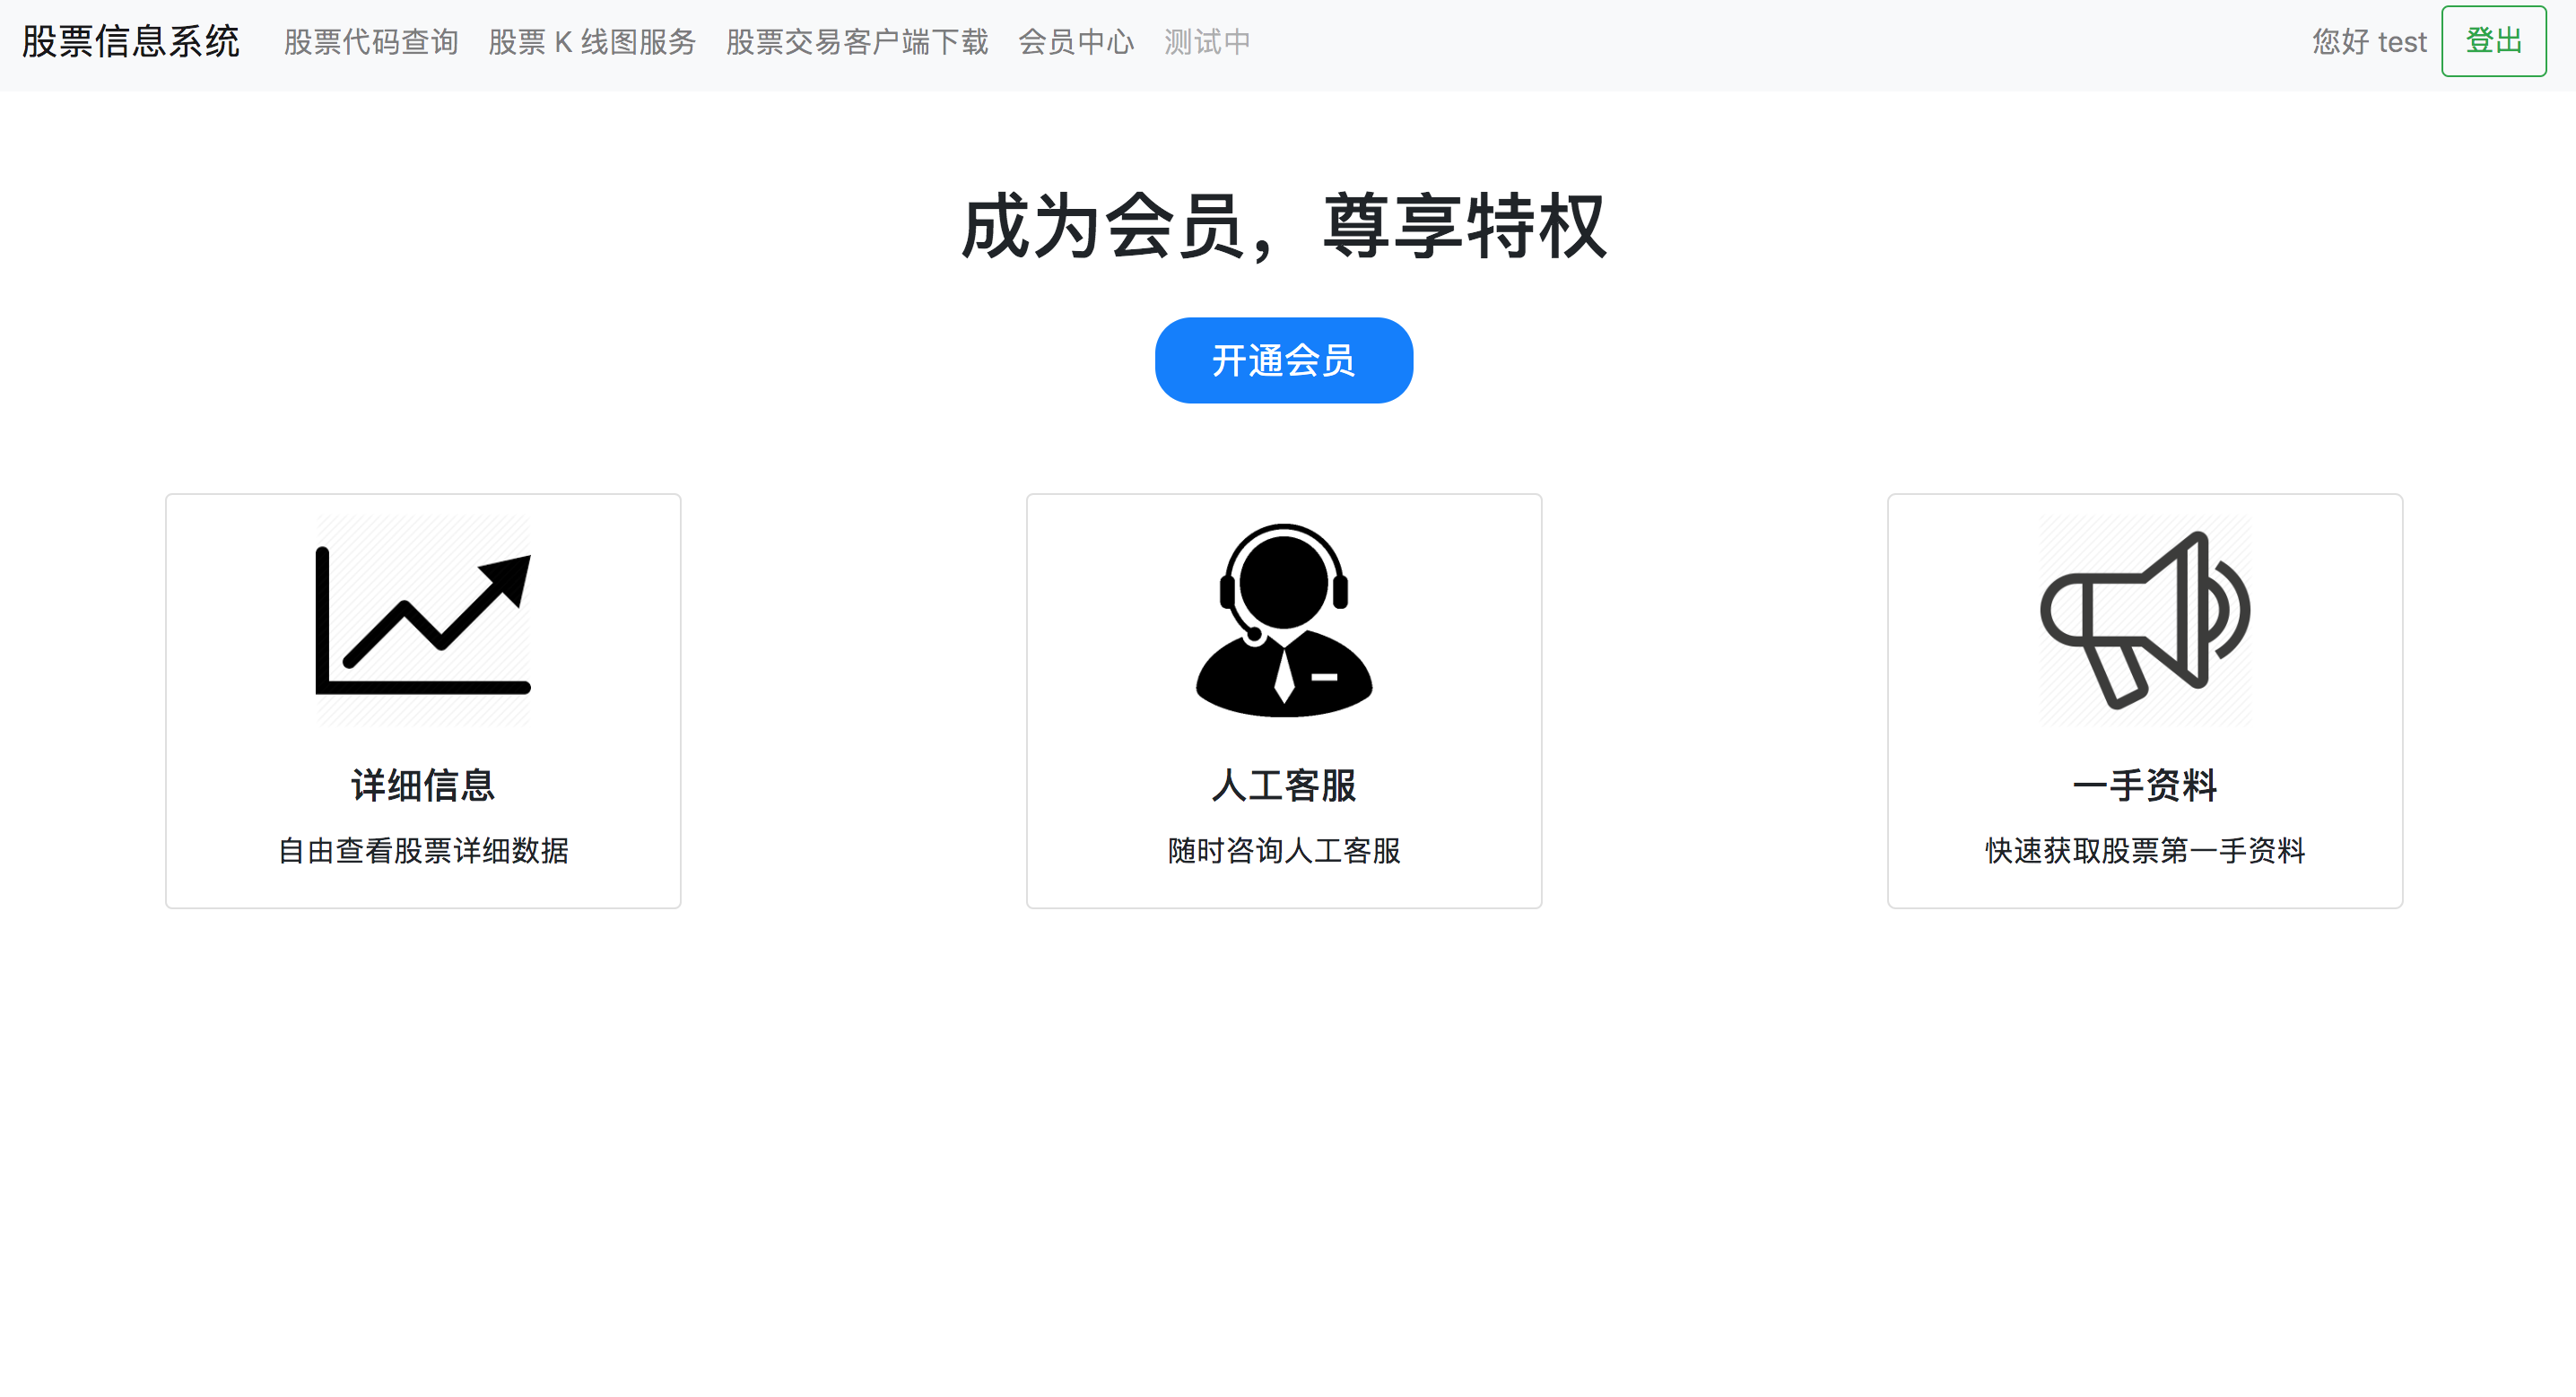 股票信息系统 股票代码查询 股票 K 线图服务 股票交易客户端下载 会员中心 测试中 您好 test 登出
成为会员，尊享特权
开通会员
详细信息
自由查看股票详细数据
人工客服
随时咨询人工客服
一手资料
快速获取股票第一手资料